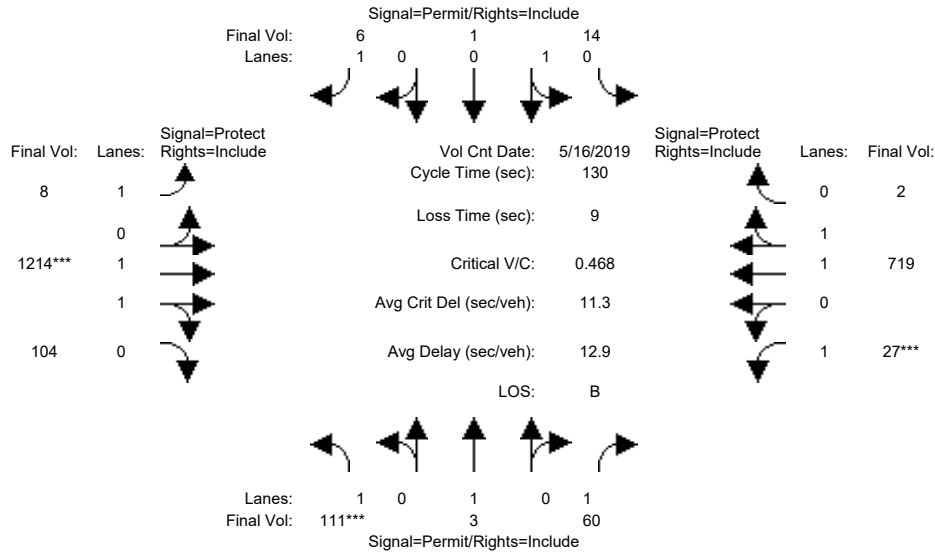 Signal=Permit/Rights=Include
Final Vol: 6 1 14
Lanes: 1 0 0 1 0
Signal=Protect Signal=Protect
Final Vol: Lanes: Rights=Include Vol Cnt Date: 5/16/2019 Rights=Include Lanes: Final Vol:
Cycle Time (sec): 130
8 1 0 2
Loss Time (sec): 9
0 1
1214*** 1 Critical V/C: 0.468 1 719
1 Avg Crit Del (sec/veh): 11.3 0
104 0 Avg Delay (sec/veh): 12.9 1 27***
LOS: B
Lanes: 1 0 1 0 1
Final Vol: 111*** 3 60
Signal=Permit/Rights=Include